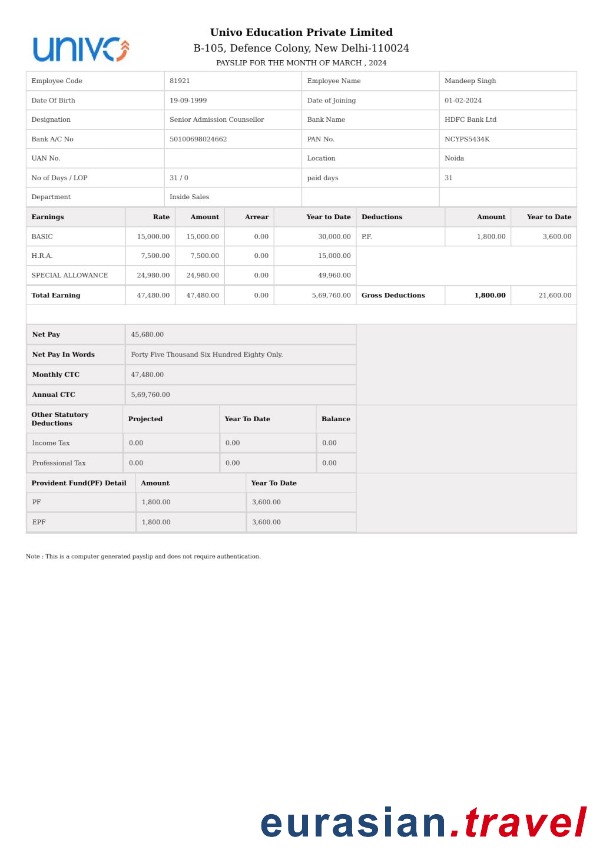 UNIVO
Univo Education Private Limited
B-105, Defence Colony, New Delhi-110024
PAYSLIP FOR THE MONTH OF MARCH , 2024
Employee Code 81921 Employee Name Mandeep Singh
Date Of Birth 19-09-1999 Date of Joining 01-02-2024
Designation Senior Admission Counsellor Bank Name HDFC Bank Ltd
Bank A/C No 50100698024662 PAN No. NCYPS5434K
UAN No. Location Noida
No of Days / LOP 31 / 0 paid days 31
Department Inside Sales
Earnings Rate Amount Arrear Year to Date Deductions Amount Year to Date
BASIC 15,000.00 15,000.00 0.00 30,000.00 P.F. 1,800.00 3,600.00
H.R.A. 7,500.00 7,500.00 0.00 15,000.00
SPECIAL ALLOWANCE 24,980.00 24,980.00 0.00 49,960.00
Total Earning 47,480.00 47,480.00 0.00 5,69,760.00 Gross Deductions 1,800.00 21,600.00
Net Pay 45,680.00
Net Pay In Words Forty Five Thousand Six Hundred Eighty Only.
Monthly CTC 47,480.00
Annual CTC 5,69,760.00
Other Statutory Deductions Projected Year To Date Balance
Income Tax 0.00 0.00 0.00
Professional Tax 0.00 0.00 0.00
Provident Fund(PF) Detail Amount Year To Date
PF 1,800.00 3,600.00
EPF 1,800.00 3,600.00
Note : This is a computer generated payslip and does not require authentication.
eurasian.travel